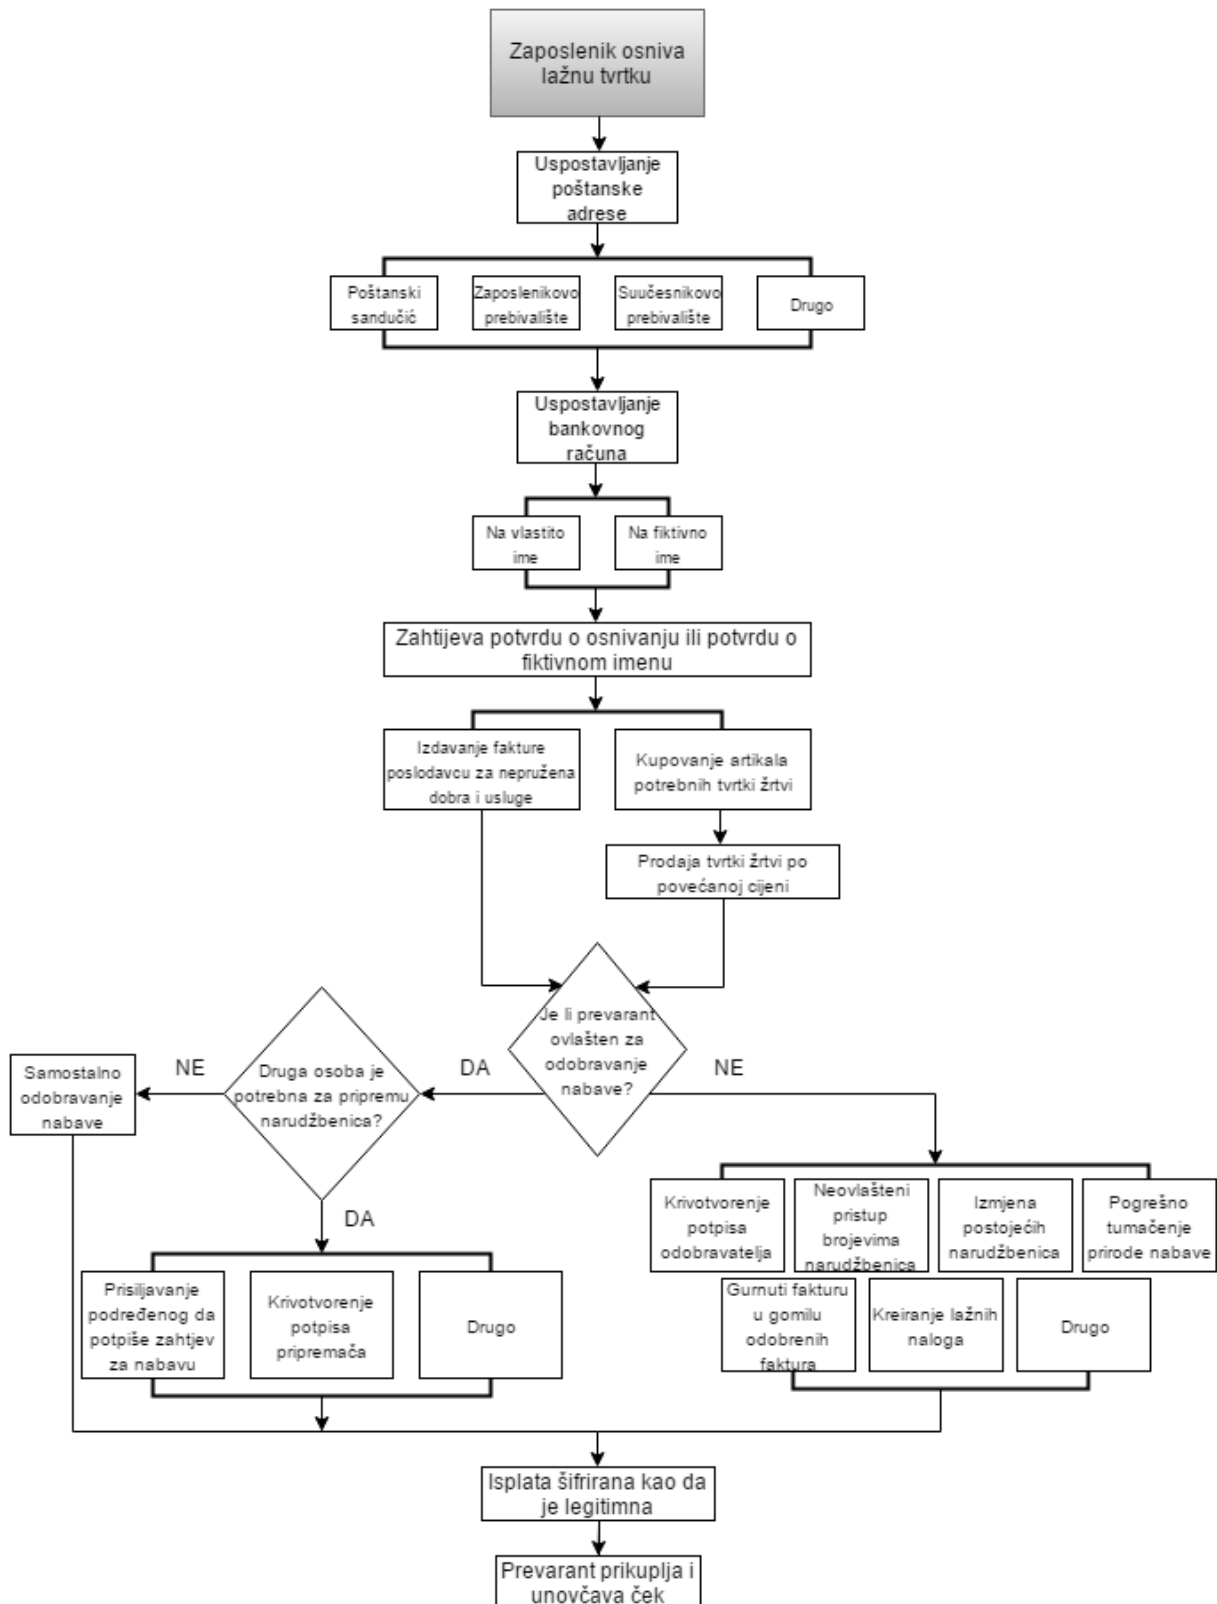 Zaposlenik osniva
lažnu tvrtku
Uspostavljanje
poštanske
adrese
Poštanski
sandučić
Zaposlenikovo
prebivalište
Suučesnikovo
prebivalište
Drugo
Uspostavljanje
bankovnog
računa
Na vlastito
ime
Na fiktivno
ime
Zahtijeva potvrdu o osnivanju ili potvrdu o
fiktivnom imenu
Izdavanje fakture
poslodavcu za nepružena
dobra i usluge
Kupovanje artikala
potrebnih tvrtki žrtvi
Prodaja tvrtki žrtvi po
povećanoj cijeni
Je li prevarant
ovlašten za
odobravanje
nabave?
DA
NE
Druga osoba je
potrebna za pripremu
narudžbenica?
NE
DA
Samostalno
odobravanje
nabave
Krivotvorenje
potpisa
odobravatelja
Neovlašteni
pristup
brojevima
narudžbenica
Izmjena
postojećih
narudžbenica
Pogrešno
tumačenje
prirode nabave
Gurnuti fakturu
u gomilu
odobrenih
faktura
Kreiranje lažnih
naloga
Drugo
Prisiljavanje
podređenog da
potpiše zahtjev
za nabavu
Krivotvorenje
potpisa
pripremača
Drugo
Isplata šifrirana kao da
je legitimna
Prevarant prikuplja i
unovčava ček